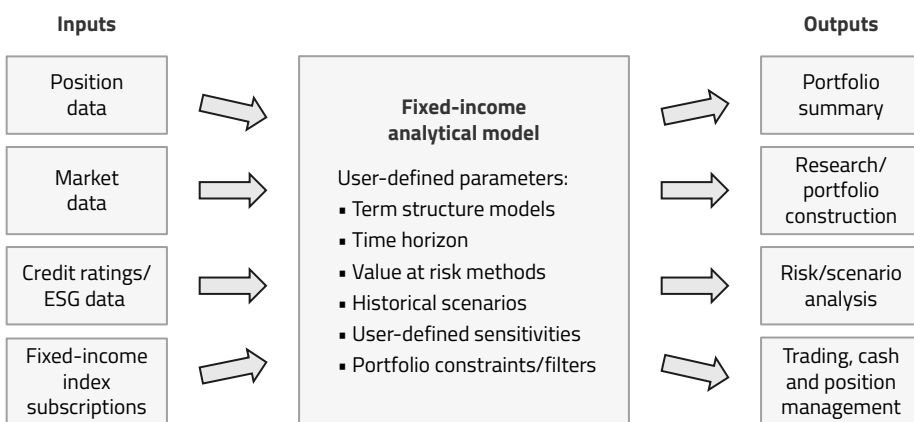 Inputs
Position
data
Market
data
Credit ratings/
ESG data
Fixed-income
index
subscriptions
Fixed-income
analytical model
User-defined parameters:
▪ Term structure models
▪ Time horizon
▪ Value at risk methods
▪ Historical scenarios
▪ User-defined sensitivities
▪ Portfolio constraints/filters
Outputs
Portfolio
summary
Research/
portfolio
construction
Risk/scenario
analysis
Trading, cash
and position
management